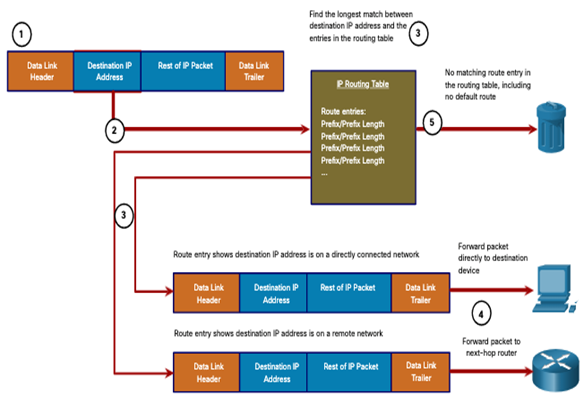 1
Find the longest match between
destination IP address and the
entries in the routing table
3
Data Link
Header
Destination IP
Address
Rest of IP Packet
Data Link
Trailer
2
IP Routing Table
Route entries:
Prefix/Prefix Length
Prefix/Prefix Length
Prefix/Prefix Length
Prefix/Prefix Length
...
5
No matching route entry in
the routing table, including
no default route
3
Route entry shows destination IP address is on a directly connected network
Data Link
Header
Destination IP
Address
Rest of IP Packet
Data Link
Trailer
Forward packet
directly to destination
device
4
Route entry shows destination IP address is on a remote network
Data Link
Header
Destination IP
Address
Rest of IP Packet
Data Link
Trailer
Forward packet to
next-hop router